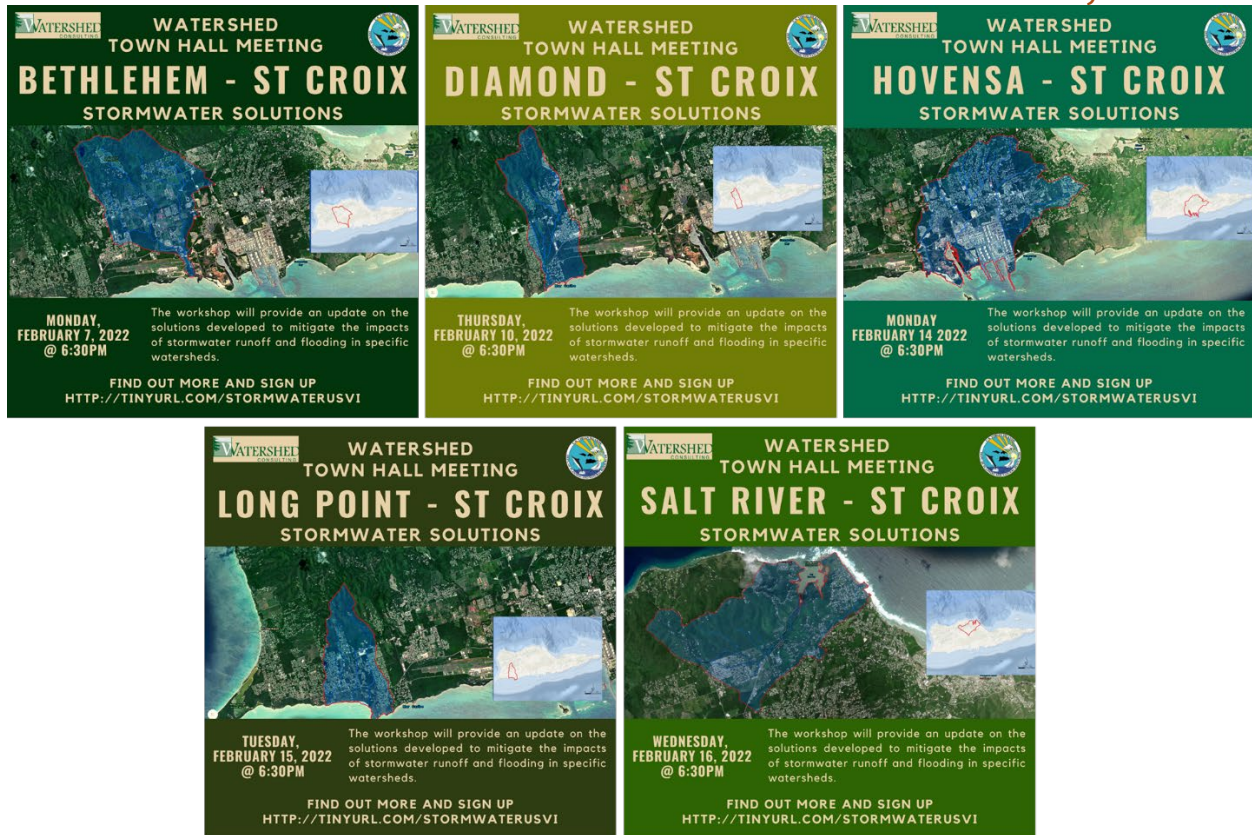 WATERSHED
CONSULTING
WATERSHED
TOWN HALL MEETING
BETHLEHEM - ST CROIX
STORMWATER SOLUTIONS
MONDAY,
FEBRUARY 7, 2022
@ 6:30PM
The workshop will provide an update on the
solutions developed to mitigate the impacts
of stormwater runoff and flooding in specific
watersheds.
FIND OUT MORE AND SIGN UP
HTTP://TINYURL.COM/STORMWATERUSVI
WATERSHED
CONSULTING
WATERSHED
TOWN HALL MEETING
DIAMOND - ST CROIX
STORMWATER SOLUTIONS
THURSDAY,
FEBRUARY 10, 2022
@ 6:30PM
The workshop will provide an update on the
solutions developed to mitigate the impacts
of stormwater runoff and flooding in specific
watersheds.
FIND OUT MORE AND SIGN UP
HTTP://TINYURL.COM/STORMWATERUSVI
WATERSHED
CONSULTING
WATERSHED
TOWN HALL MEETING
HOVENSA - ST CROIX
STORMWATER SOLUTIONS
MONDAY
FEBRUARY 14 2022
@ 6:30PM
The workshop will provide an update on the
solutions developed to mitigate the impacts
of stormwater runoff and flooding in specific
watersheds.
FIND OUT MORE AND SIGN UP
HTTP://TINYURL.COM/STORMWATERUSVI
WATERSHED
CONSULTING
WATERSHED
TOWN HALL MEETING
LONG POINT - ST CROIX
STORMWATER SOLUTIONS
TUESDAY,
FEBRUARY 15, 2022
@ 6:30PM
The workshop will provide an update on the
solutions developed to mitigate the impacts
of stormwater runoff and flooding in specific
watersheds.
FIND OUT MORE AND SIGN UP
HTTP://TINYURL.COM/STORMWATERUSVI
WATERSHED
CONSULTING
WATERSHED
TOWN HALL MEETING
SALT RIVER - ST CROIX
STORMWATER SOLUTIONS
WEDNESDAY,
FEBRUARY 16, 2022
@ 6:30PM
The workshop will provide an update on the
solutions developed to mitigate the impacts
of stormwater runoff and flooding in specific
watersheds.
FIND OUT MORE AND SIGN UP
HTTP://TINYURL.COM/STORMWATERUSVI